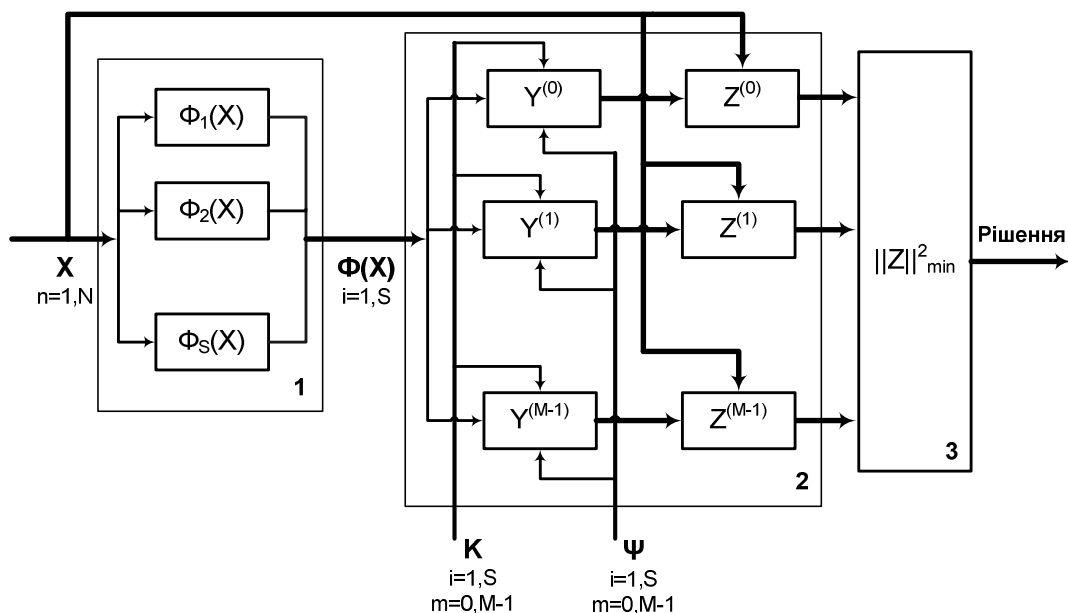 Φ1(X)
Φ2(X)
ΦS(X)
1
X
n=1,N
Φ(X)
i=1,S
Y(0)
Z(0)
Y(1)
Z(1)
Y(M-1)
Z(M-1)
2
K
i=1,S
m=0,M-1
Ψ
i=1,S
m=0,M-1
||Z||²min
3
Рішення